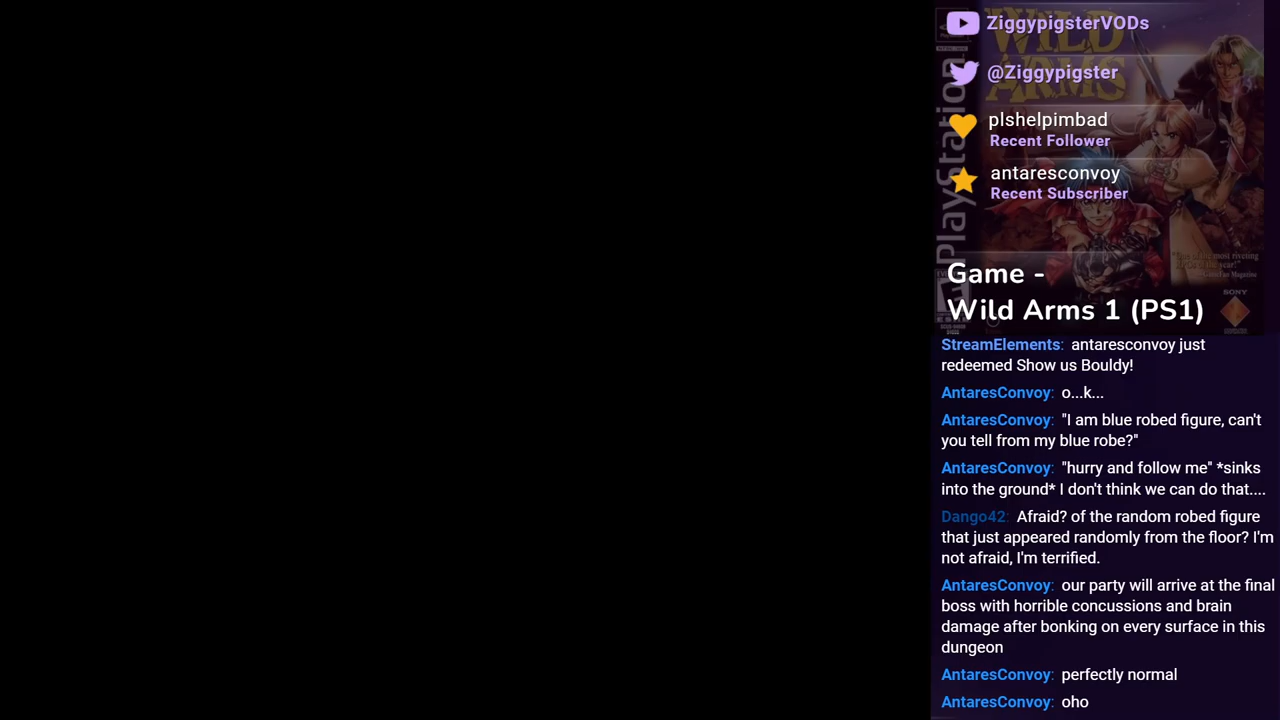 ZiggypigsterVODs
@Ziggypigster
plshelpimbad
Recent Follower
antaresconvoy
Recent Subscriber
WILD
ARMS
PlayStation
Game -
Wild Arms 1 (PS1)
SONY
StreamElements: antaresconvoy just
redeemed Show us Bouldy!
AntaresConvoy: o...k...
AntaresConvoy: "I am blue robed figure, can't
you tell from my blue robe?"
AntaresConvoy: "hurry and follow me" *sinks
into the ground* I don't think we can do that....
Dango42: Afraid? of the random robed figure
that just appeared randomly from the floor? I'm
not afraid, I'm terrified.
AntaresConvoy: our party will arrive at the final
boss with horrible concussions and brain
damage after bonking on every surface in this
dungeon
AntaresConvoy: perfectly normal
AntaresConvoy: oho